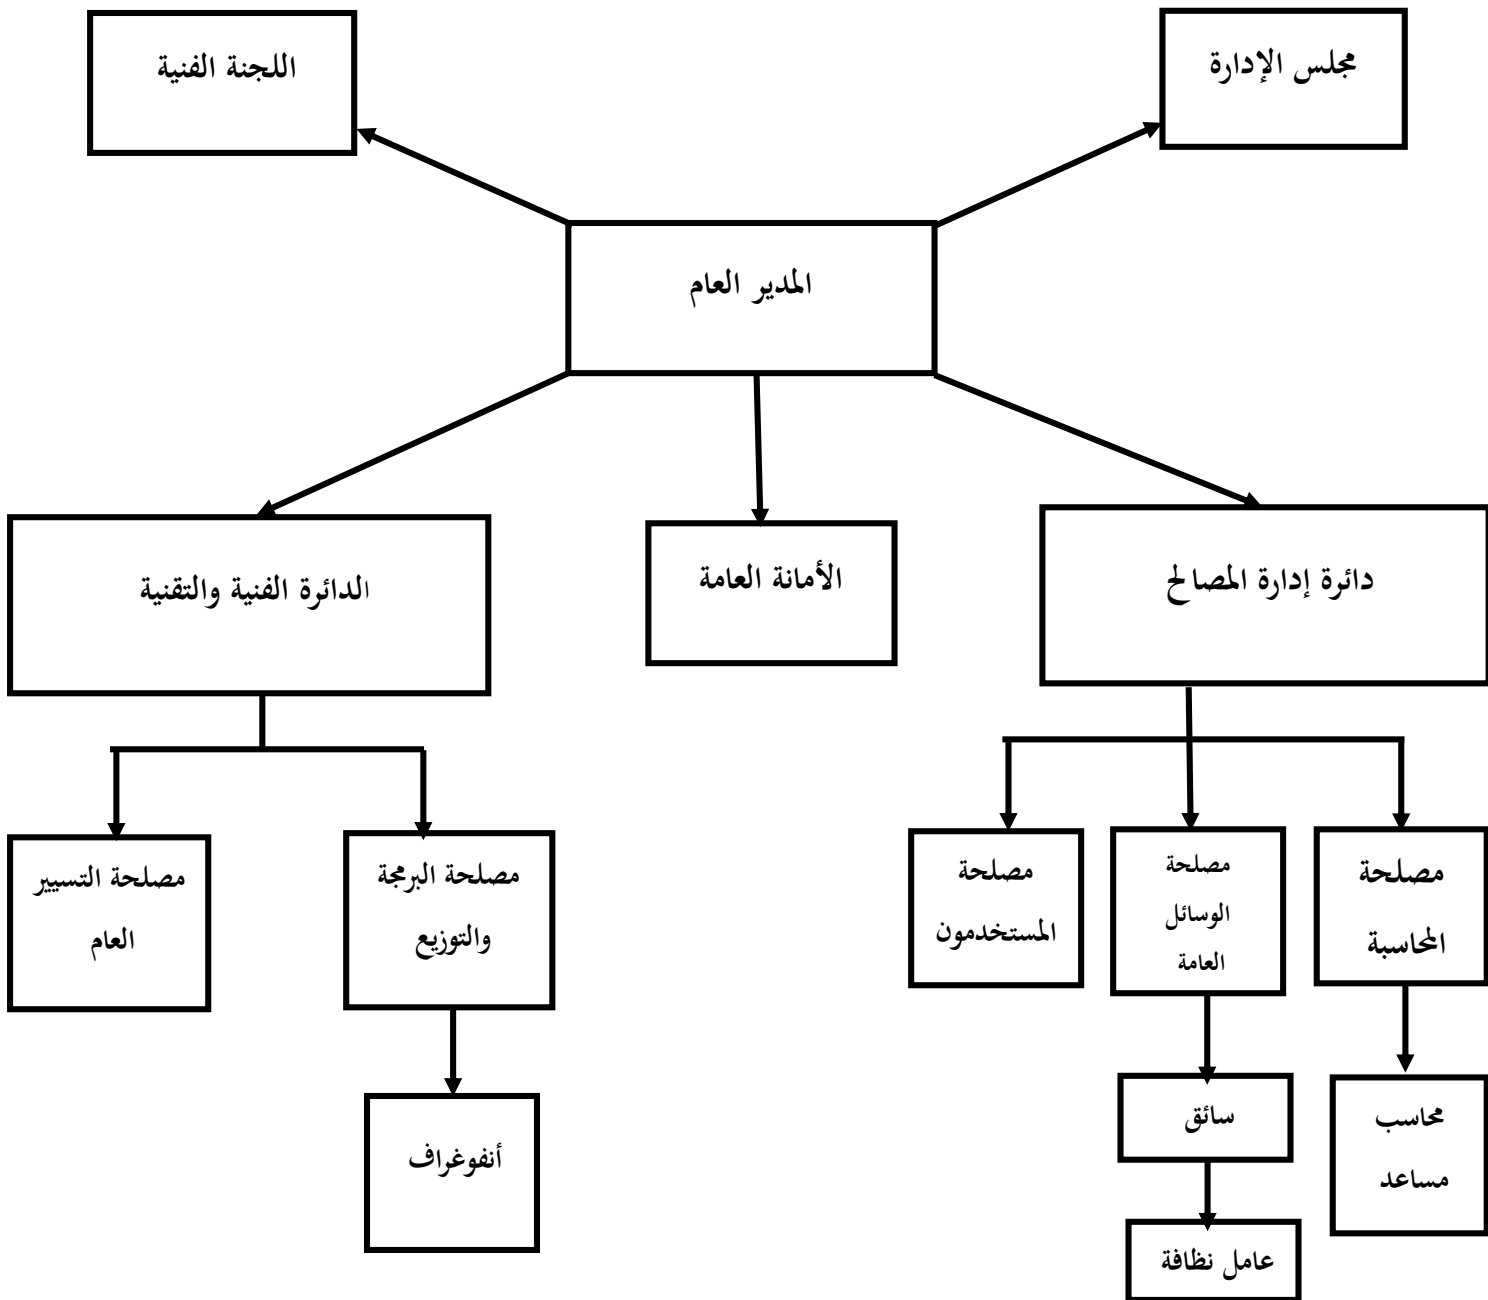 مجلس الإدارة
اللجنة الفنية
المدير العام
دائرة إدارة المصالح
الأمانة العامة
الدائرة الفنية والتقنية
مصلحة
المحاسبة
مصلحة
الوسائل
العامة
مصلحة
المستخدمون
مصلحة البرمجة
والتوزيع
مصلحة التسيير
العام
محاسب
مساعد
سائق
أنفوغراف
عامل نظافة